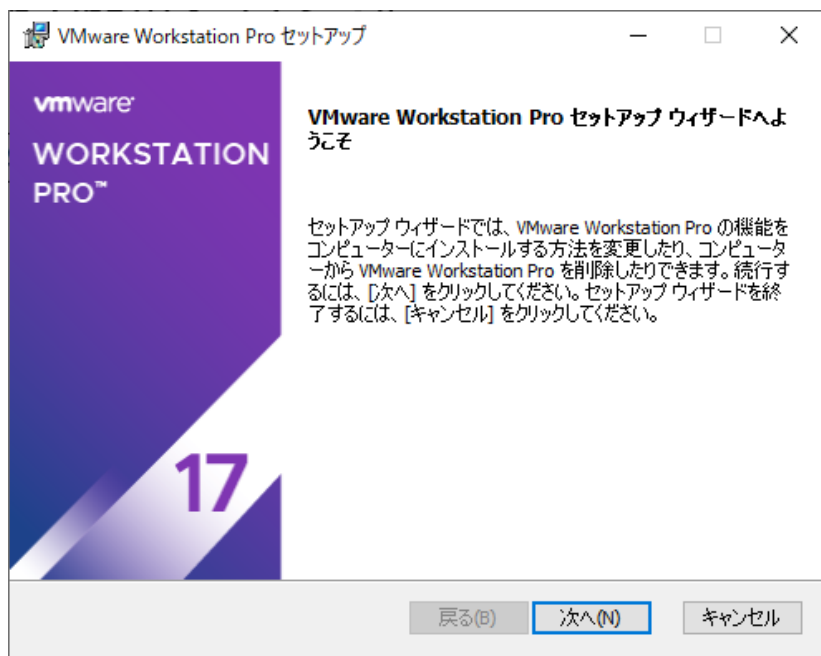 VMware Workstation Pro セットアップ
vmware
WORKSTATION
PRO™
17
VMware Workstation Pro セットアップ ウィザードへよ
うこそ
セットアップ ウィザードでは、VMware Workstation Pro の機能を
コンピューターにインストールする方法を変更したり、コンピュータ
ーから VMware Workstation Pro を削除したりできます。続行す
るには、[次へ] をクリックしてください。セットアップ ウィザードを終
了するには、[キャンセル] をクリックしてください。
戻る(B) 次へ(N) キャンセル